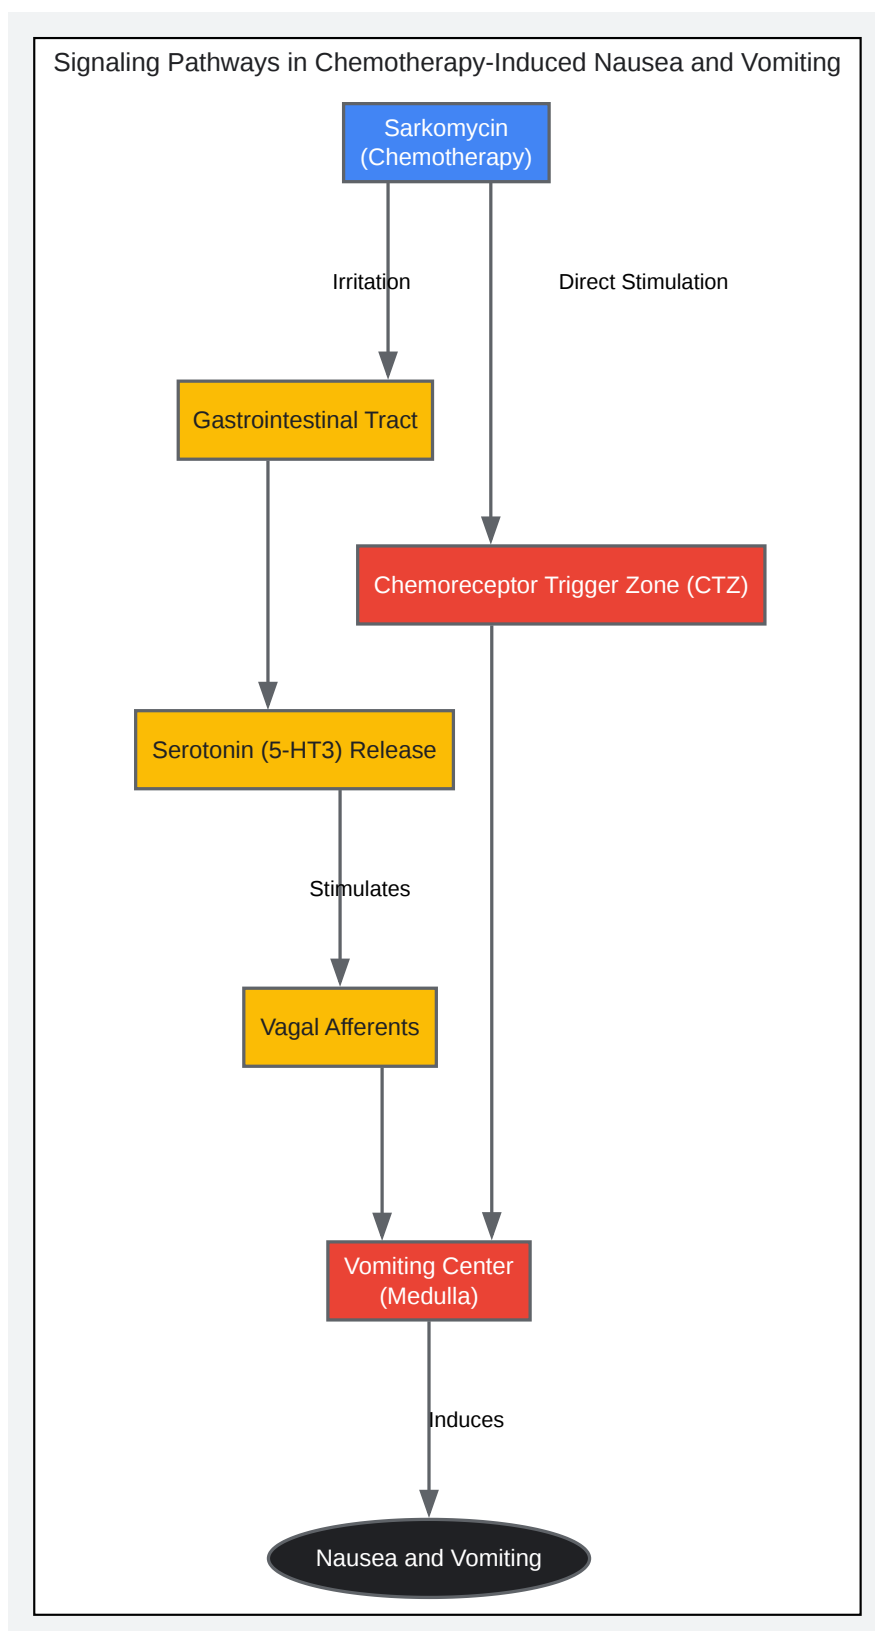 Signaling Pathways in Chemotherapy-Induced Nausea and Vomiting
Sarkomycin
(Chemotherapy)
Irritation
Direct Stimulation
Gastrointestinal Tract
Chemoreceptor Trigger Zone (CTZ)
Serotonin (5-HT3) Release
Stimulates
Vagal Afferents
Vomiting Center
(Medulla)
Induces
Nausea and Vomiting